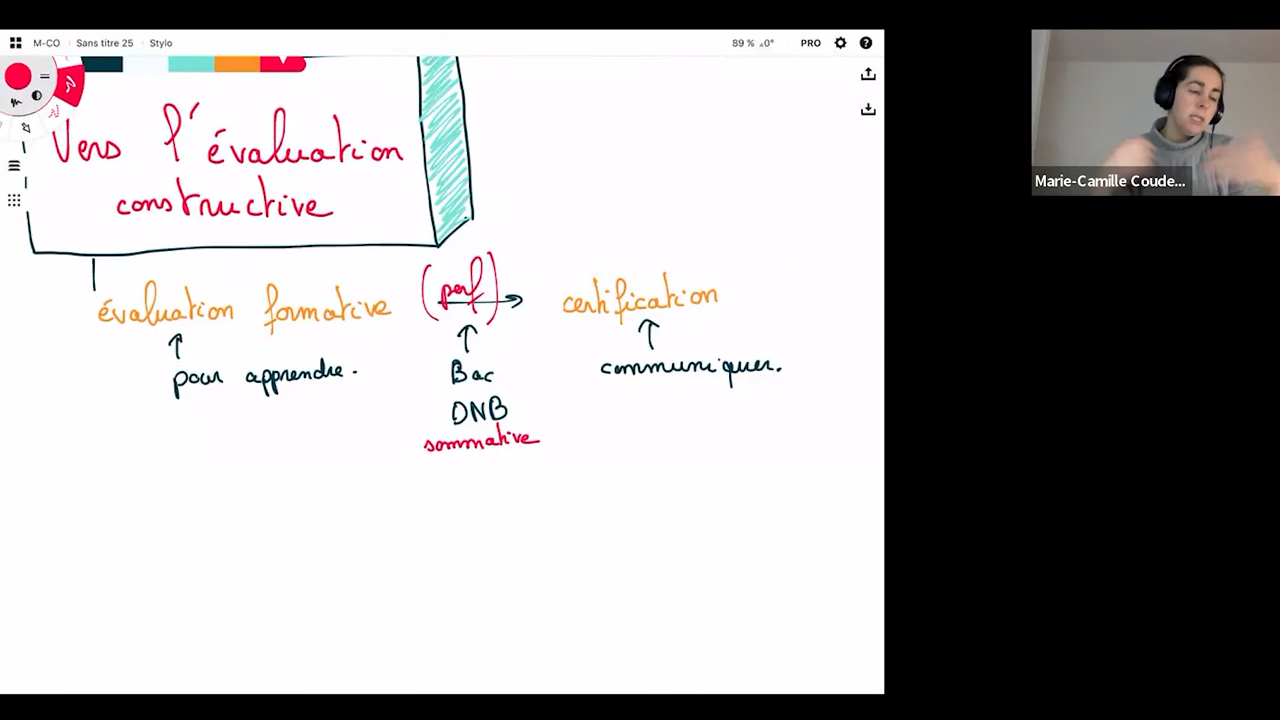 M-CO Sans titre 25 Stylo 89 % 0° PRO
Vers l'évaluation
constructive
évaluation formative (perf) certification
pour apprendre.
Bac
DNB
sommative
communiquer.
Marie-Camille Coude...